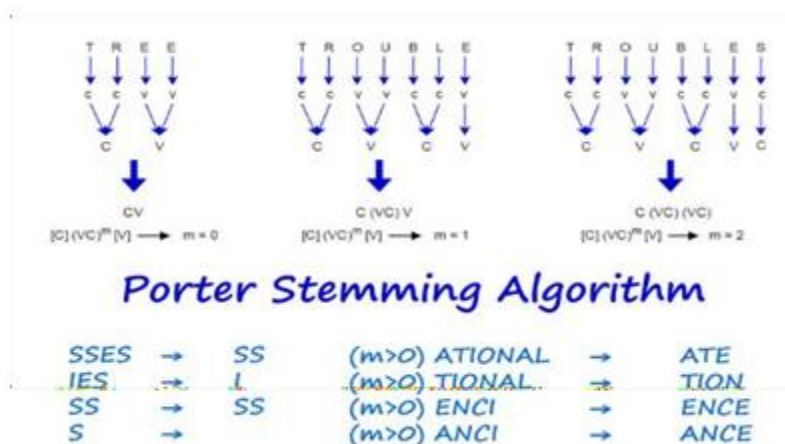 T R E E T R O U B L E T R O U B L E S
c c v v c c v v c c v c c v v c c v c
C V C V C V C V C V C
CV C (VC) V C (VC) (VC)
[C] (VC)^m [V] → m = 0 [C] (VC)^m [V] → m = 1 [C] (VC)^m [V] → m = 2
Porter Stemming Algorithm
SSES → SS (m>0) ATIONAL → ATE
IES → I (m>0) TIONAL → TION
SS → SS (m>0) ENCI → ENCE
S → (m>0) ANCI → ANCE